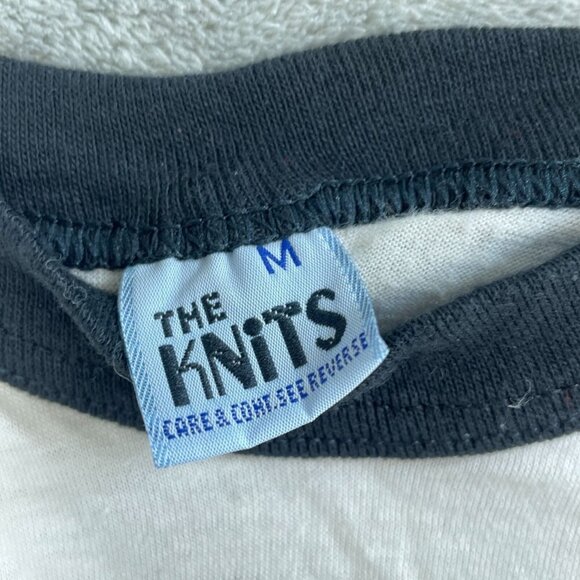 M
THE
KNiTS
CARE & CONT. SEE REVERSE